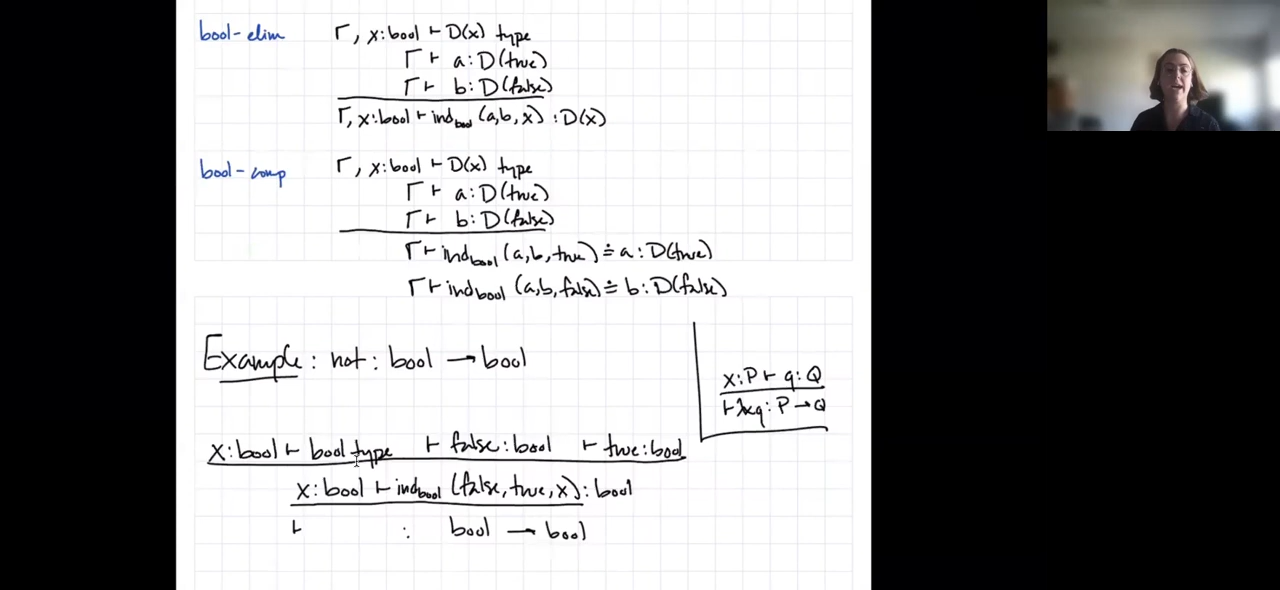 bool-elim Γ, x:bool ⊢ D(x) type
Γ ⊢ a:D(true)
Γ ⊢ b:D(false)
Γ, x:bool ⊢ ind_bool (a,b,x) : D(x)
bool-comp Γ, x:bool ⊢ D(x) type
Γ ⊢ a:D(true)
Γ ⊢ b:D(false)
Γ ⊢ ind_bool (a,b,true) ≐ a : D(true)
Γ ⊢ ind_bool (a,b,false) ≐ b : D(false)
Example: not: bool → bool
x:P ⊢ q:Q
⊢ λx.q : P → Q
x:bool ⊢ bool type ⊢ false:bool ⊢ true:bool
x:bool ⊢ ind_bool (false,true,x) : bool
⊢ : bool → bool